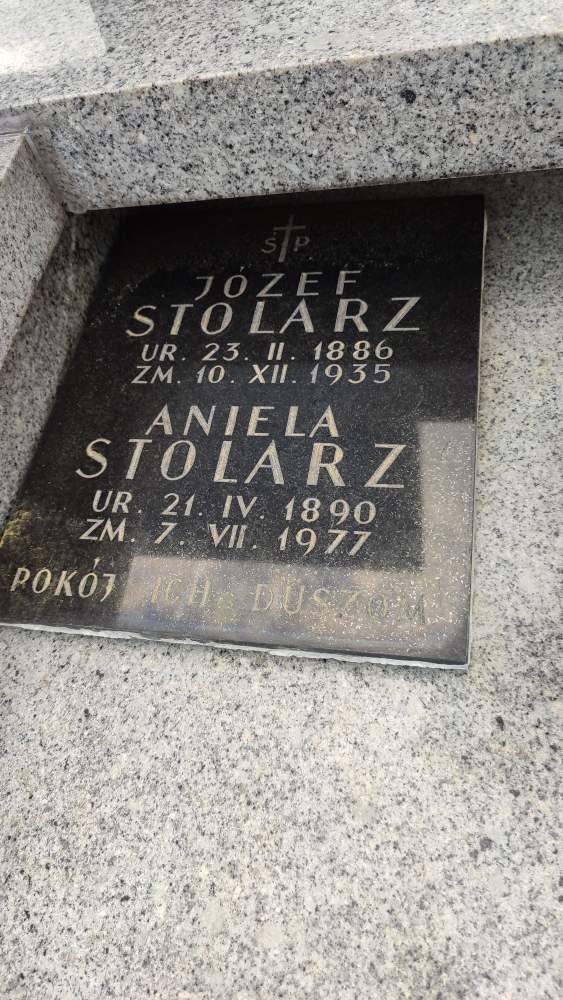 Ś P
JÓZEF
STOLARZ
UR. 23. II. 1886
ZM. 10. XII. 1935
ANIELA
STOLARZ
UR. 21. IV. 1890
ZM. 7. VII. 1977
POKÓJ ICH DUSZOM